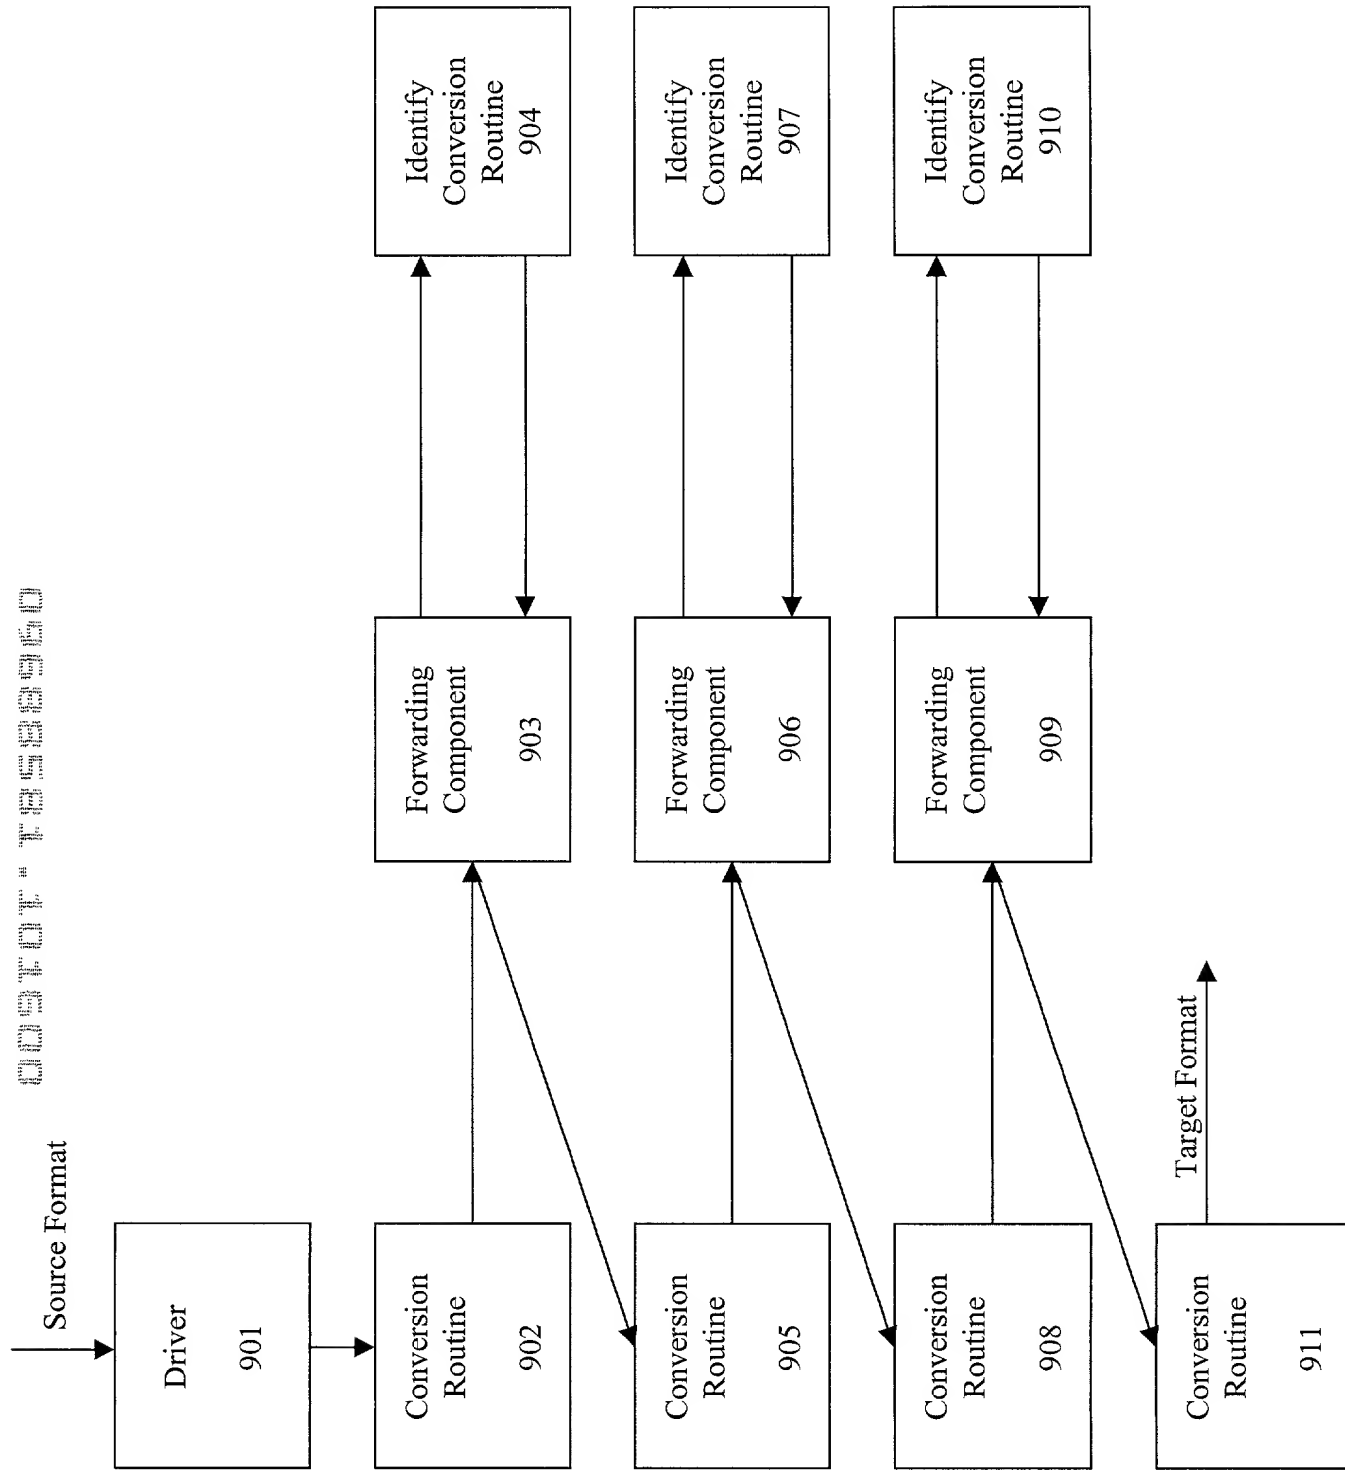 Source Format
Driver
901
Conversion
Routine
902
Forwarding
Component
903
Identify
Conversion
Routine
904
Conversion
Routine
905
Forwarding
Component
906
Identify
Conversion
Routine
907
Conversion
Routine
908
Forwarding
Component
909
Identify
Conversion
Routine
910
Conversion
Routine
911
Target Format